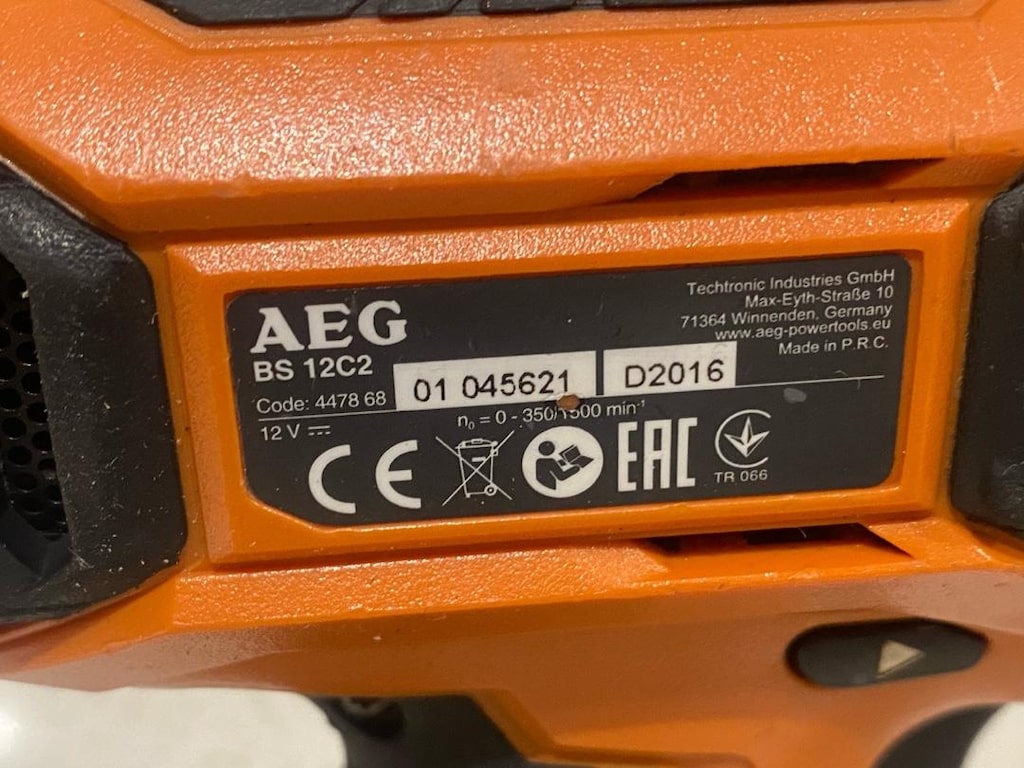 AEG
BS 12C2
Code: 4478 68
01 045621
D2016
Techtronic Industries GmbH
Max-Eyth-Straße 10
71364 Winnenden, Germany
www.aeg-powertools.eu
Made in P.R.C.
12 V
n₀ = 0 - 350/1500 min⁻¹
CE
EAC
TR 066